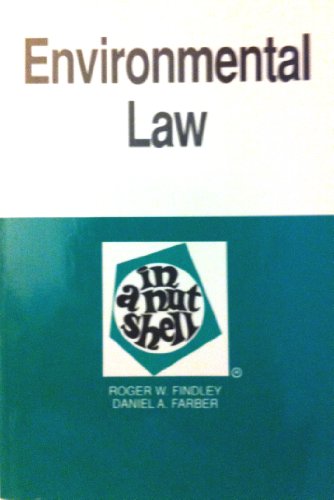 Environmental
Law
in
a nut
shell
®
ROGER W. FINDLEY
DANIEL A. FARBER